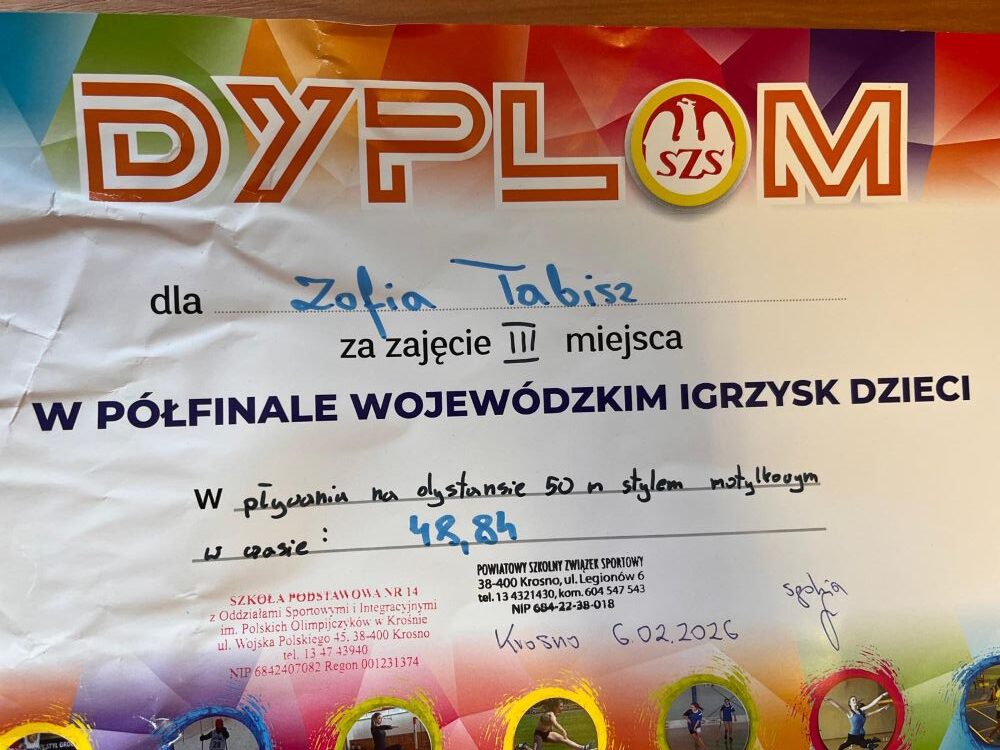 DYPLOM
SZS
dla Zofia Tabisz
za zajęcie III miejsca
W PÓŁFINALE WOJEWÓDZKIM IGRZYSK DZIECI
W pływania na dystansie 50 m stylem motylkowym
w czasie : 48,84
POWIATOWY SZKOLNY ZWIĄZEK SPORTOWY
38-400 Krosno, ul. Legionów 6
tel. 13 4321430, kom. 604 547 543
NIP 684-22-38-018
SZKOŁA PODSTAWOWA NR 14
z Oddziałami Sportowymi i Integracyjnymi
im. Polskich Olimpijczyków w Krośnie
ul. Wojska Polskiego 45, 38-400 Krosno
tel. 13 47 43940
NIP 6842407082 Regon 001231374
Krosno 6.02.2026